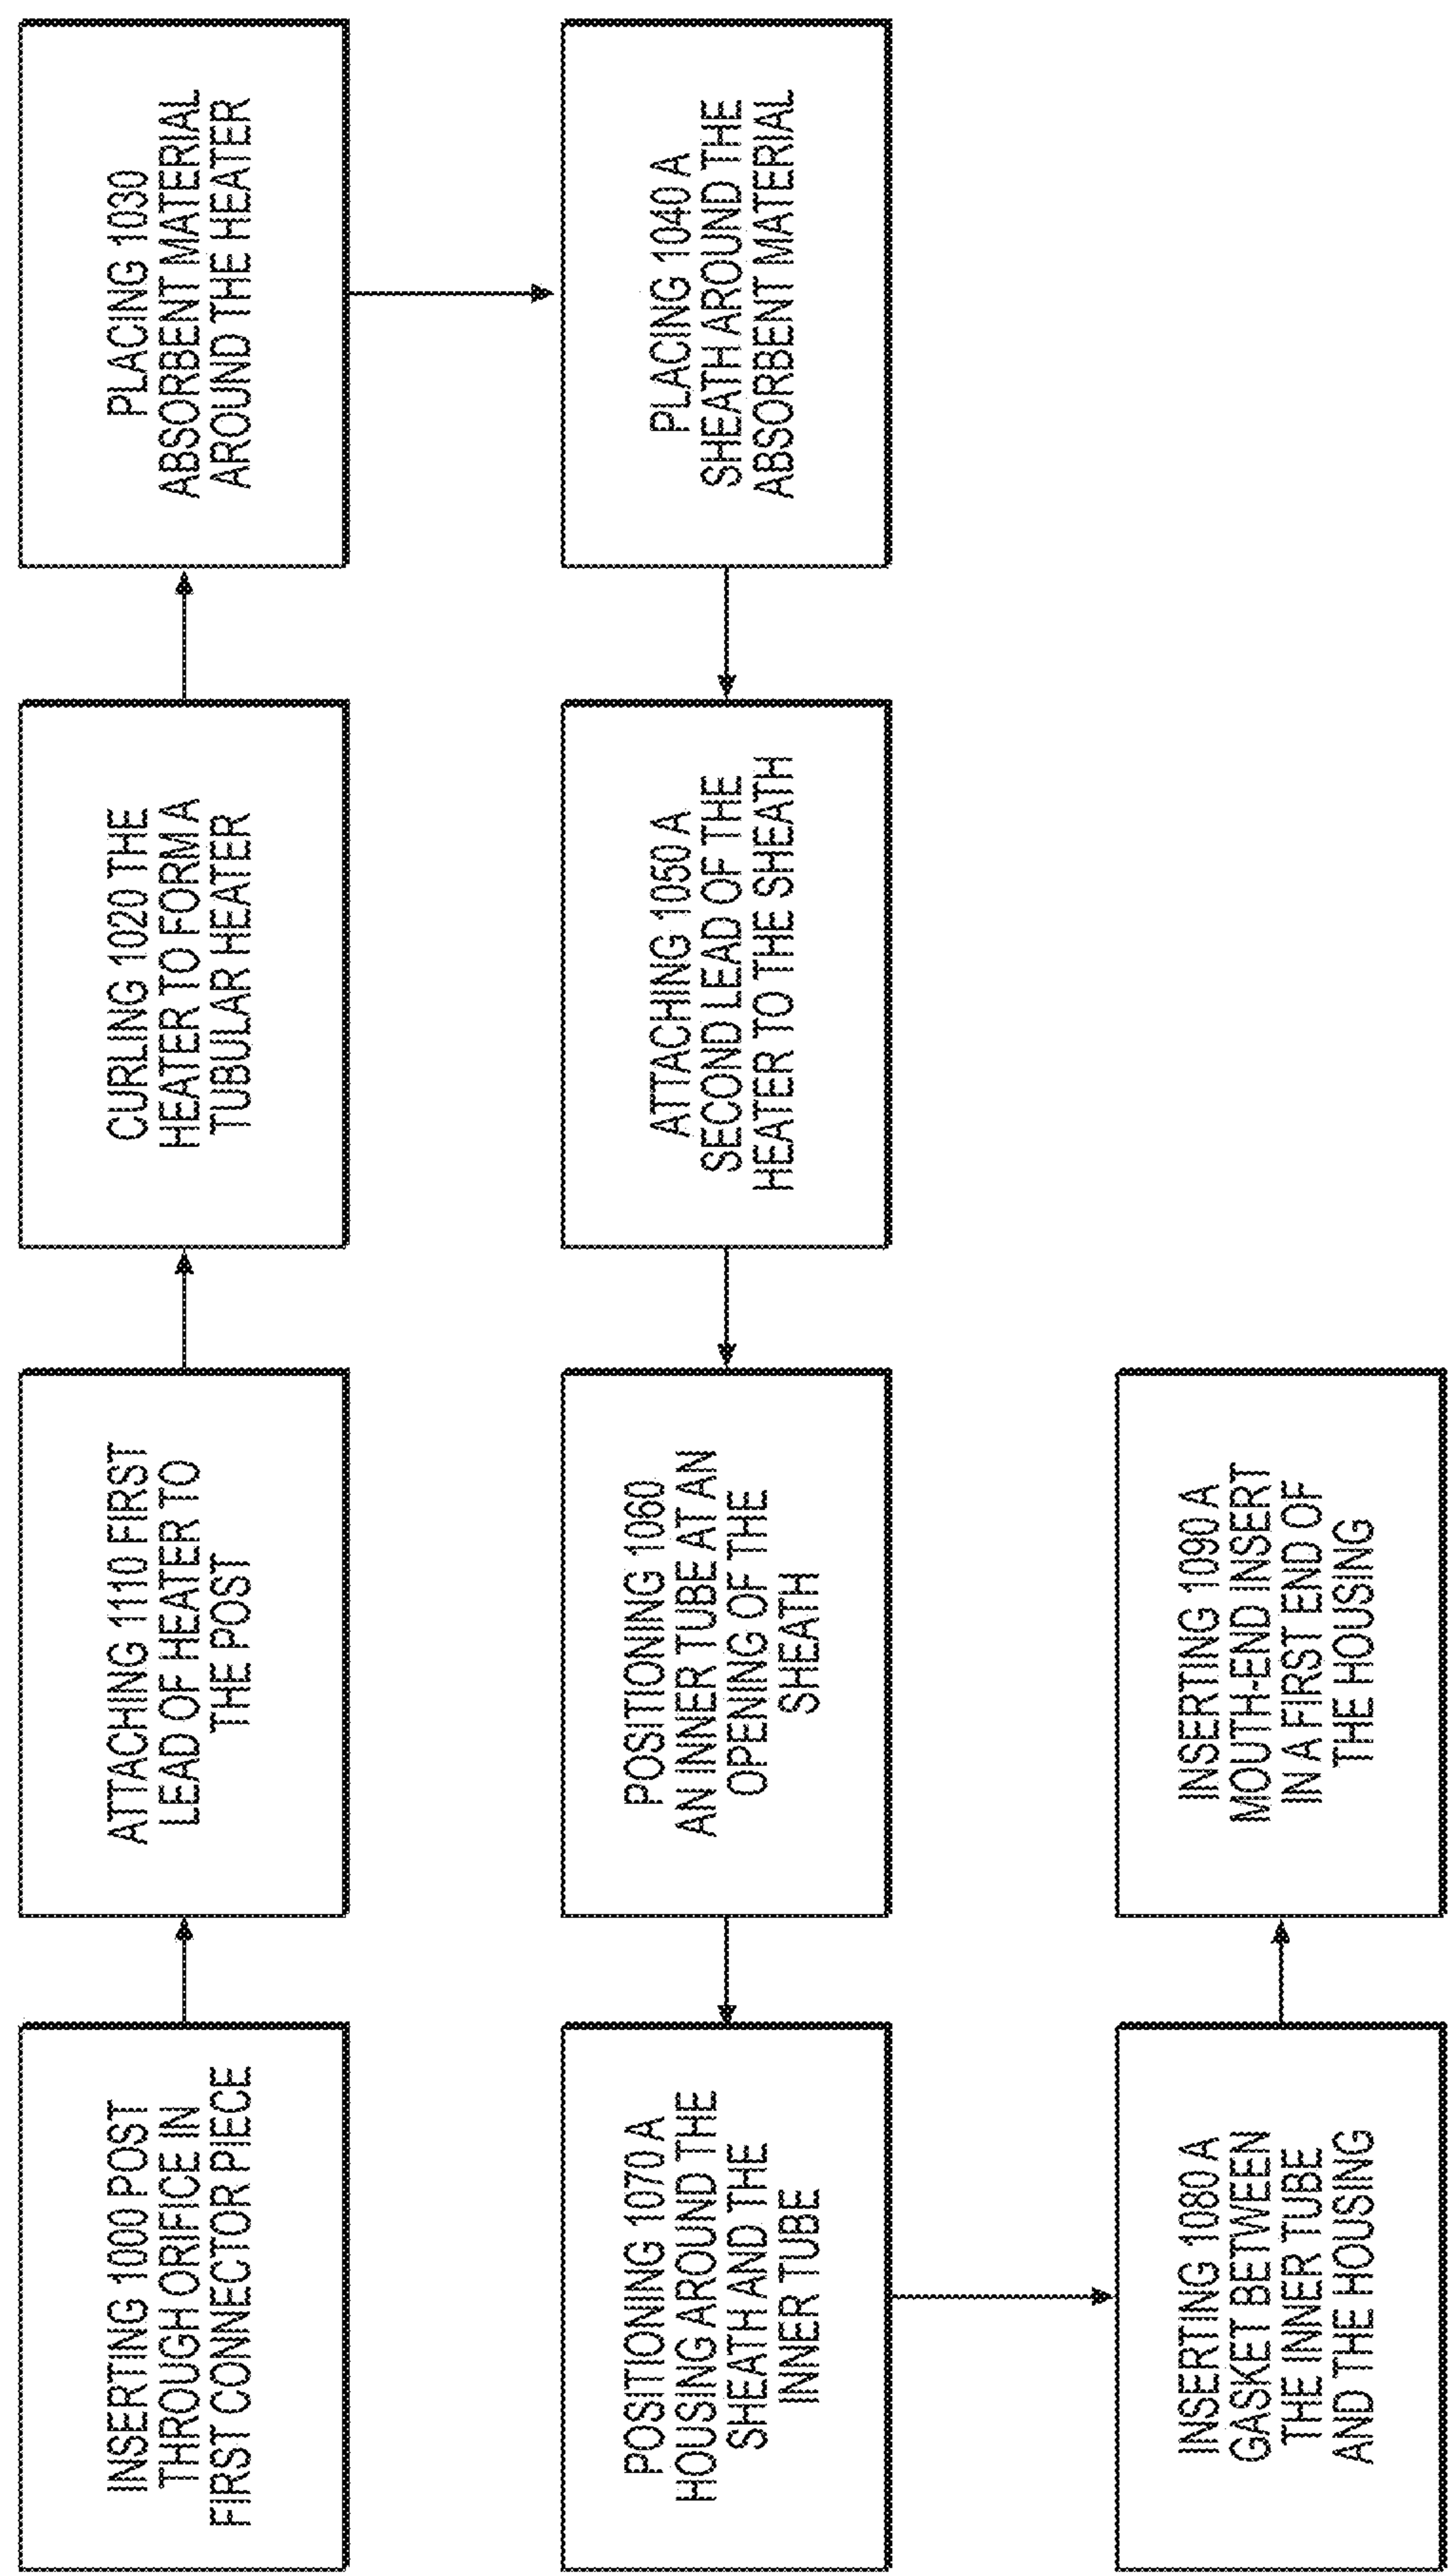 INSERTING 1000 POST
THROUGH ORIFICE IN
FIRST CONNECTOR PIECE
ATTACHING 1110 FIRST
LEAD OF HEATER TO
THE POST
CURLING 1020 THE
HEATER TO FORM A
TUBULAR HEATER
PLACING 1030
ABSORBENT MATERIAL
AROUND THE HEATER
PLACING 1040 A
SHEATH AROUND THE
ABSORBENT MATERIAL
ATTACHING 1050 A
SECOND LEAD OF THE
HEATER TO THE SHEATH
POSITIONING 1060
AN INNER TUBE AT AN
OPENING OF THE
SHEATH
POSITIONING 1070 A
HOUSING AROUND THE
SHEATH AND THE
INNER TUBE
INSERTING 1080 A
GASKET BETWEEN
THE INNER TUBE
AND THE HOUSING
INSERTING 1090 A
MOUTH-END INSERT
IN A FIRST END OF
THE HOUSING